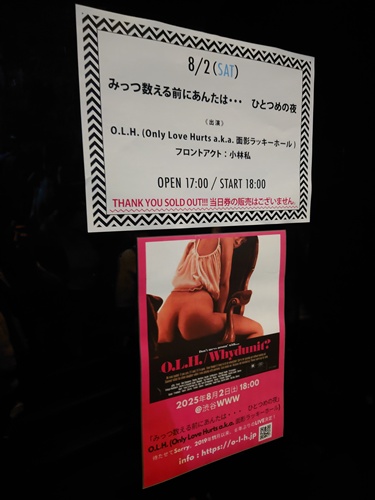 8/2(SAT)
みっつ数える前にあんたは・・・　ひとつめの夜
〈出演〉
O.L.H. (Only Love Hurts a.k.a. 面影ラッキーホール)
フロントアクト：小林私
OPEN 17:00 / START 18:00
THANK YOU SOLD OUT!!! 当日券の販売はございません。
O.L.H./Whydunit?
2025年8月2日(土) 18:00
@渋谷WWW
「みっつ数える前にあんたは・・・　ひとつめの夜」
O.L.H. (Only Love Hurts a.k.a. 面影ラッキーホール)
info : https://o-l-h.jp